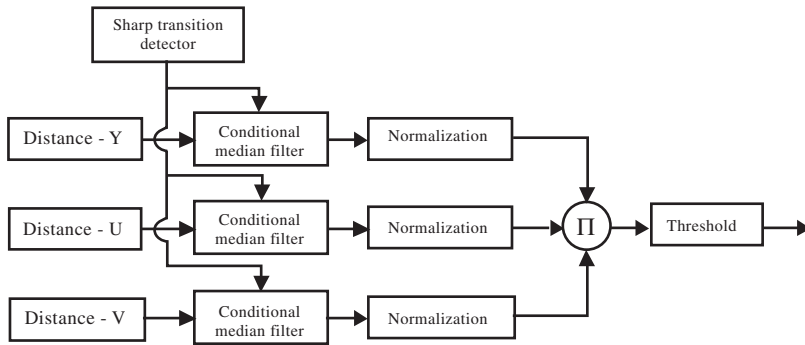 Sharp transition
detector
Distance - Y
Conditional
median filter
Normalization
Distance - U
Conditional
median filter
Normalization
Π
Threshold
Distance - V
Conditional
median filter
Normalization